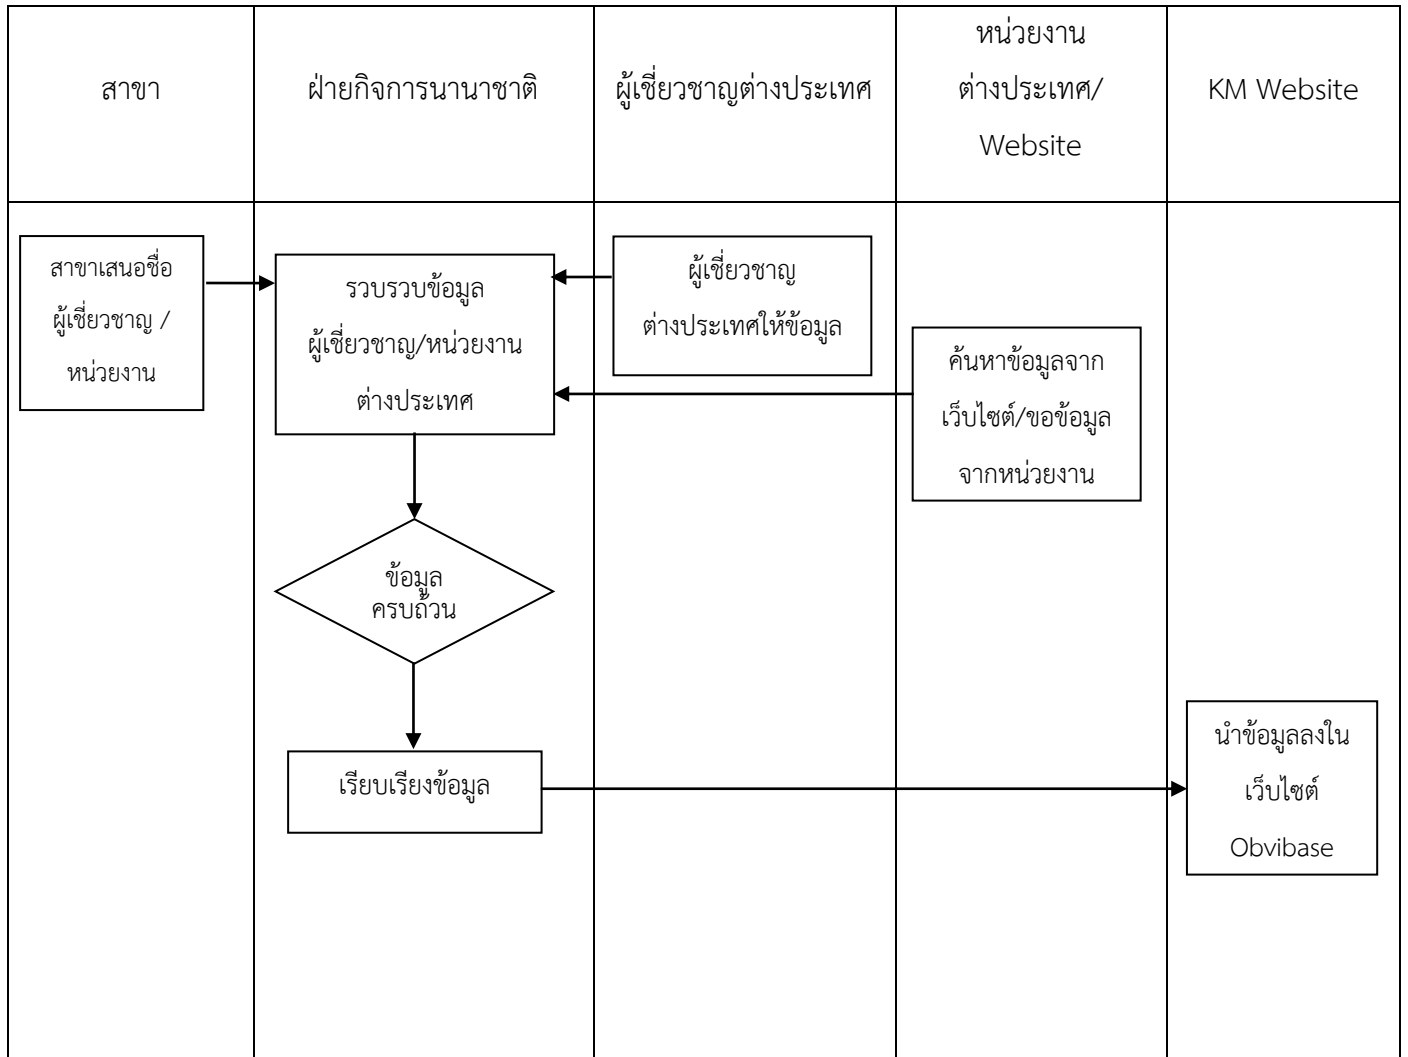 สาขา
ฝ่ายกิจการนานาชาติ
ผู้เชี่ยวชาญต่างประเทศ
หน่วยงาน
ต่างประเทศ/
Website
KM Website
สาขาเสนอชื่อ
ผู้เชี่ยวชาญ /
หน่วยงาน
รวบรวบข้อมูล
ผู้เชี่ยวชาญ/หน่วยงาน
ต่างประเทศ
ผู้เชี่ยวชาญ
ต่างประเทศให้ข้อมูล
ค้นหาข้อมูลจาก
เว็บไซต์/ขอข้อมูล
จากหน่วยงาน
ข้อมูล
ครบถ้วน
เรียบเรียงข้อมูล
นำข้อมูลลงใน
เว็บไซต์
Obvibase